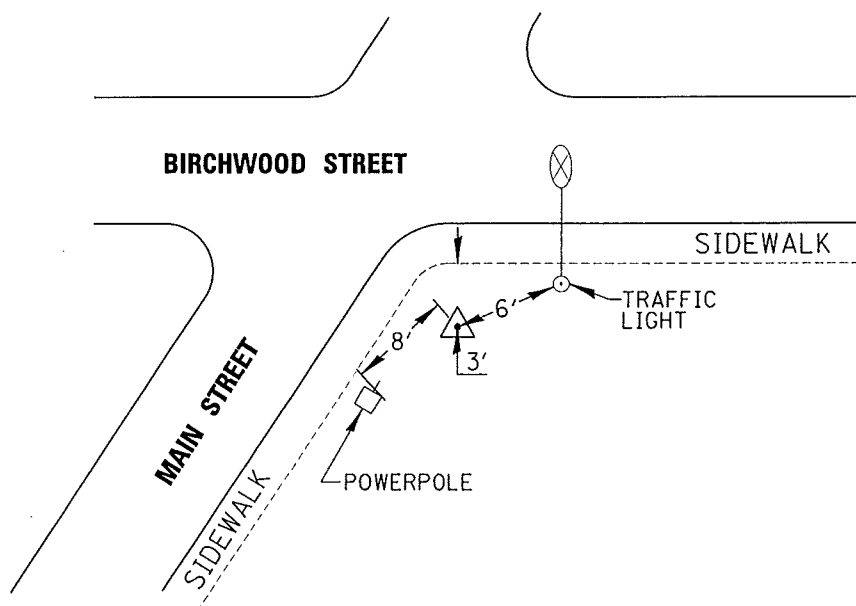 BIRCHWOOD STREET
SIDEWALK
6'
TRAFFIC
LIGHT
8'
3'
MAIN STREET
POWERPOLE
SIDEWALK